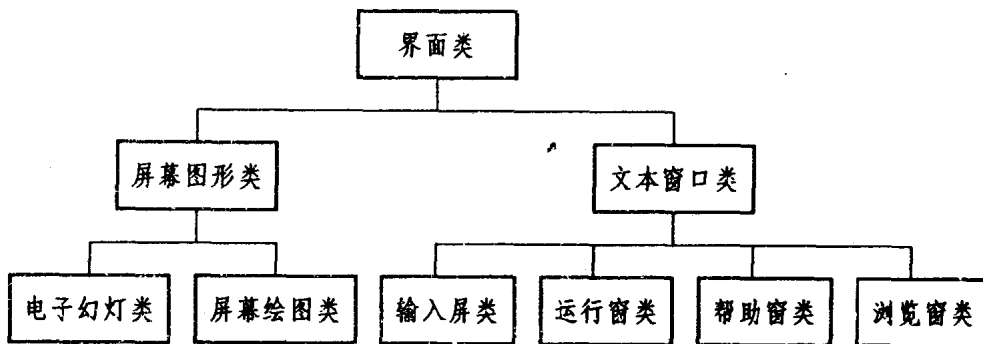 界面类
屏幕图形类
文本窗口类
电子幻灯类
屏幕绘图类
输入屏类
运行窗类
帮助窗类
浏览窗类